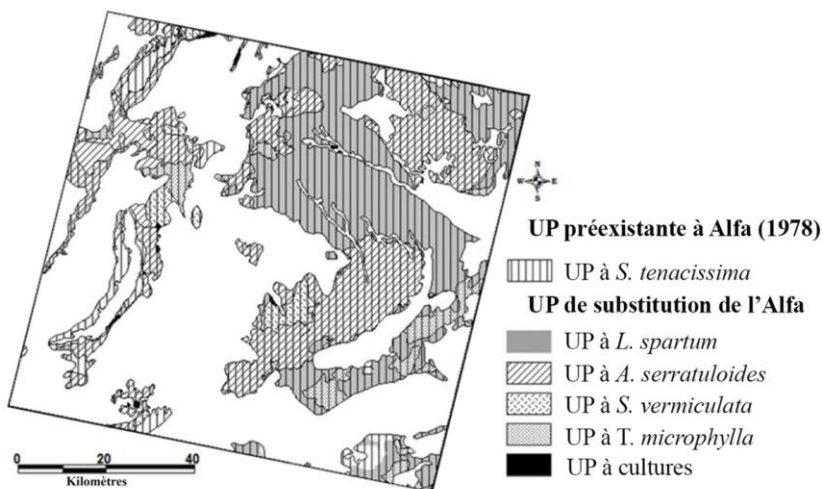 N
W E
S
UP préexistante à Alfa (1978)
UP à S. tenacissima
UP de substitution de l'Alfa
UP à L. spartum
UP à A. serratuloides
UP à S. vermiculata
UP à T. microphylla
UP à cultures
0 20 40
Kilomètres